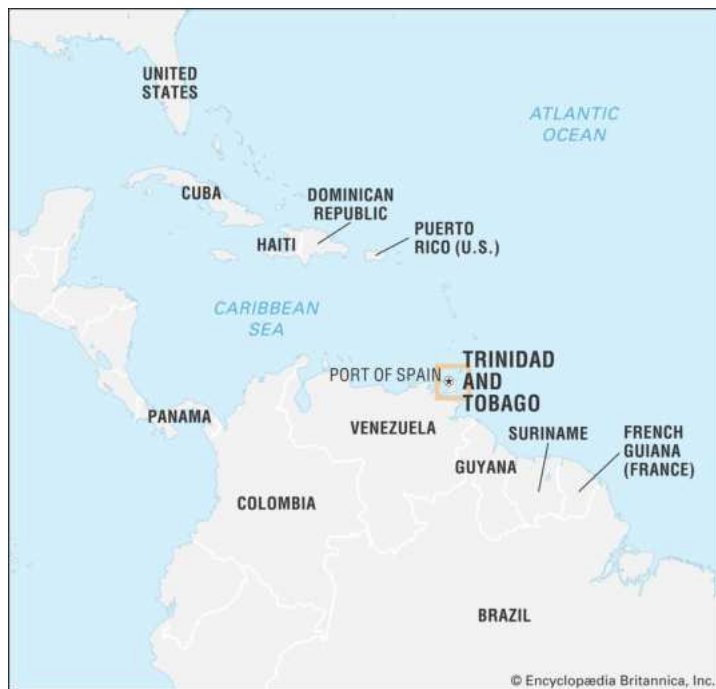 UNITED
STATES
ATLANTIC
OCEAN
CUBA
DOMINICAN
REPUBLIC
HAITI
PUERTO
RICO (U.S.)
CARIBBEAN
SEA
PORT OF SPAIN
TRINIDAD
AND
TOBAGO
PANAMA
VENEZUELA
SURINAME
FRENCH
GUIANA
(FRANCE)
GUYANA
COLOMBIA
BRAZIL
© Encyclopædia Britannica, Inc.